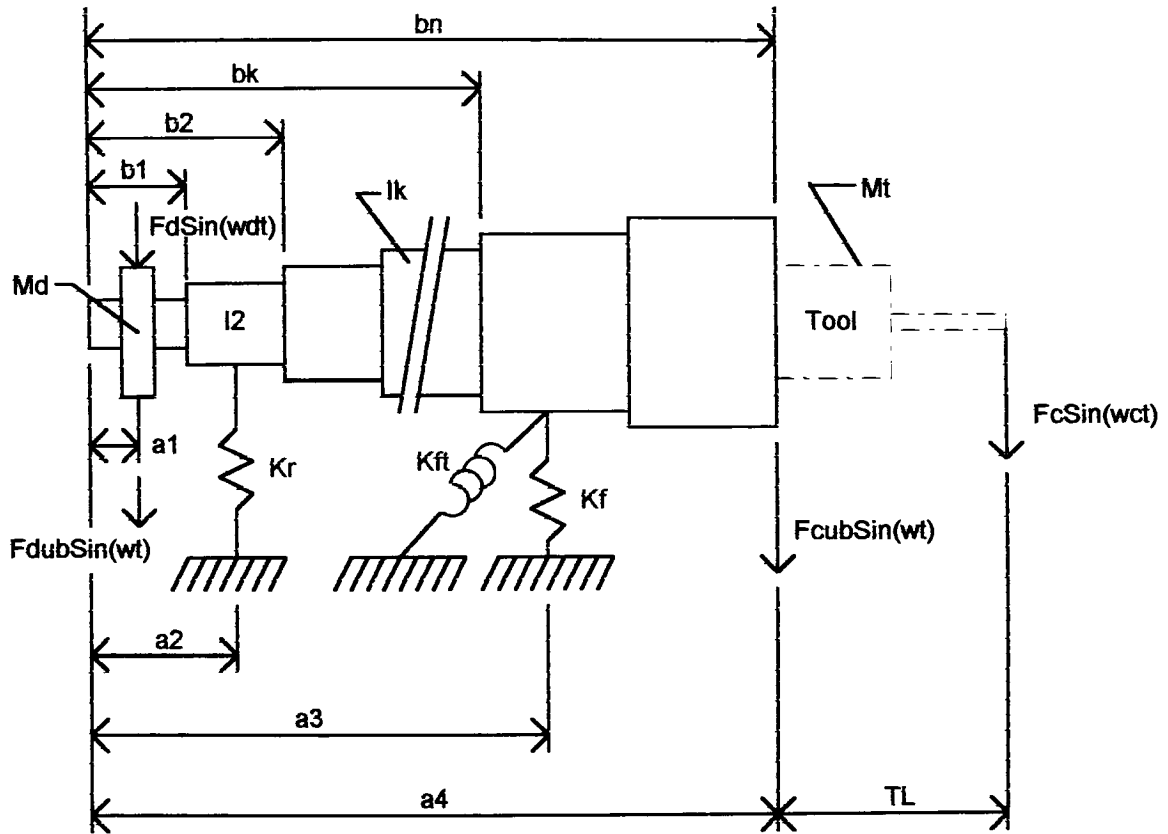 bn
bk
b2
b1
Ik
Mt
FdSin(wdt)
Md
I2
Tool
FcSin(wct)
a1
Kr
Kft
Kf
FdubSin(wt)
FcubSin(wt)
a2
a3
a4
TL